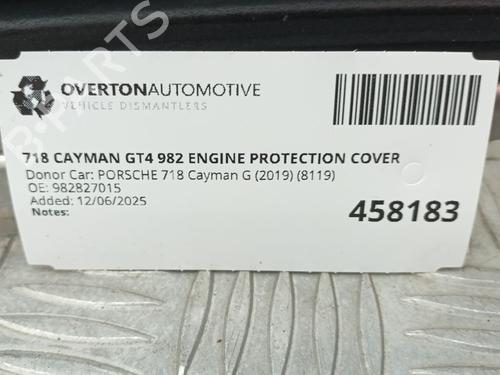 OVERTONAUTOMOTIVE
VEHICLE DISMANTLERS
718 CAYMAN GT4 982 ENGINE PROTECTION COVER
Donor Car: PORSCHE 718 Cayman G (2019) (8119)
OE: 982827015
Added: 12/06/2025
Notes:
458183
B-PARTS